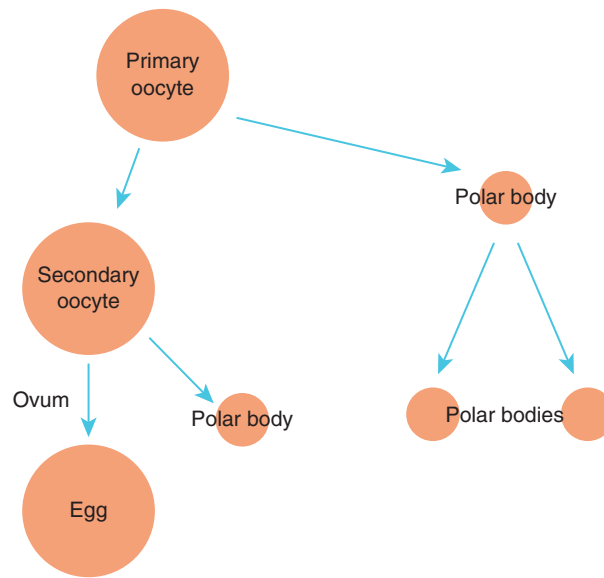 Primary
oocyte
Polar body
Secondary
oocyte
Ovum
Polar body
Polar bodies
Egg